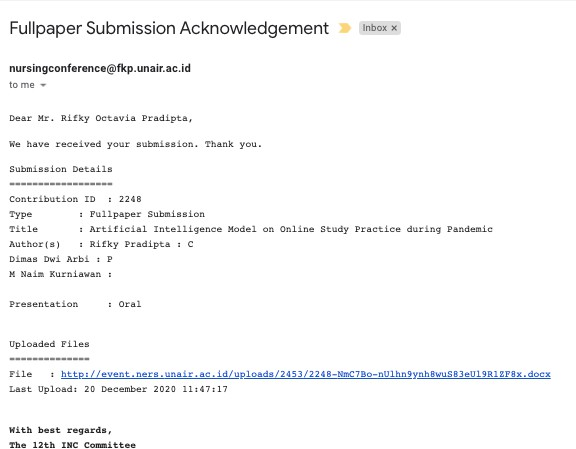 Fullpaper Submission Acknowledgement
Inbox ×
nursingconference@fkp.unair.ac.id
to me
Dear Mr. Rifky Octavia Pradipta,
We have received your submission. Thank you.
Submission Details
==================
Contribution ID : 2248
Type : Fullpaper Submission
Title : Artificial Intelligence Model on Online Study Practice during Pandemic
Author(s) : Rifky Pradipta : C
Dimas Dwi Arbi : P
M Naim Kurniawan :
Presentation : Oral
Uploaded Files
==============
File : http://event.ners.unair.ac.id/uploads/2453/2248-NmC7Bo-nUlhn9ynh8wuS83eUl9R1ZF8x.docx
Last Upload: 20 December 2020 11:47:17
With best regards,
The 12th INC Committee